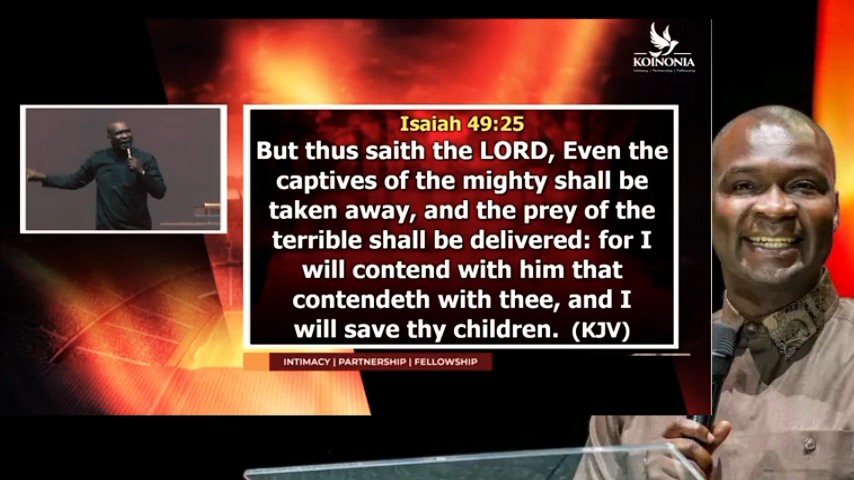 KOINONIA
Intimacy | Partnership | Fellowship
Isaiah 49:25
But thus saith the LORD, Even the
captives of the mighty shall be
taken away, and the prey of the
terrible shall be delivered: for I
will contend with him that
contendeth with thee, and I
will save thy children. (KJV)
INTIMACY | PARTNERSHIP | FELLOWSHIP